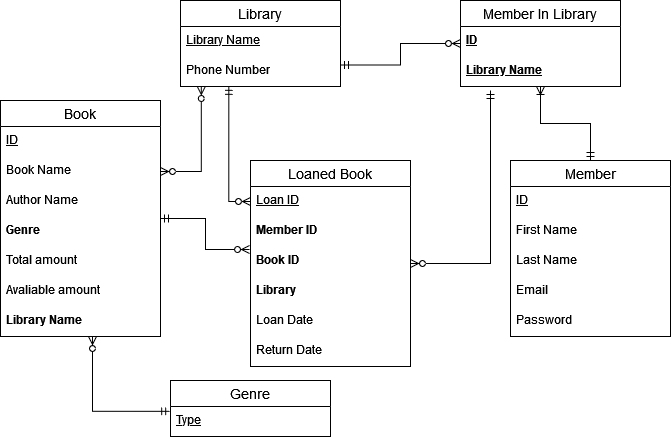 Library
Library Name
Phone Number
Member In Library
ID
Library Name
Book
ID
Book Name
Author Name
Genre
Total amount
Avaliable amount
Library Name
Loaned Book
Loan ID
Member ID
Book ID
Library
Loan Date
Return Date
Member
ID
First Name
Last Name
Email
Password
Genre
Type